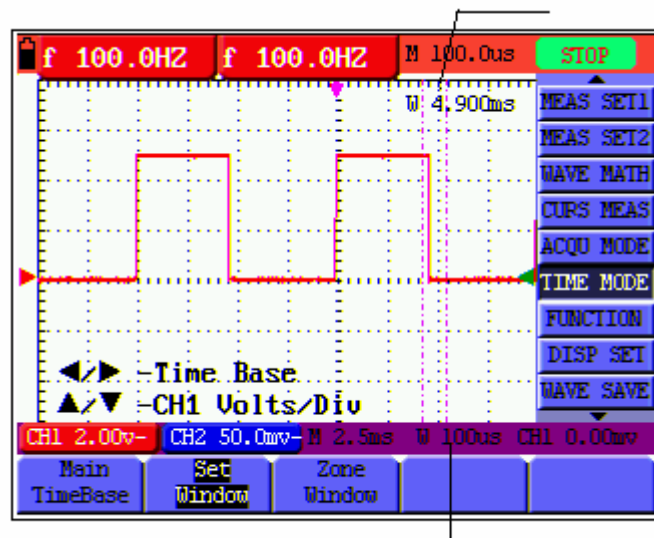 f 100.0HZ f 100.0HZ M 100.0us STOP
W 4.900ms
MEAS SET1
MEAS SET2
WAVE MATH
CURS MEAS
ACQU MODE
TIME MODE
FUNCTION
DISP SET
WAVE SAVE
◄/► -Time Base
▲/▼ -CH1 Volts/Div
CH1 2.00v- CH2 50.0mv- M 2.5ms W 100us CH1 0.00mv
Main TimeBase
Set Window
Zone Window